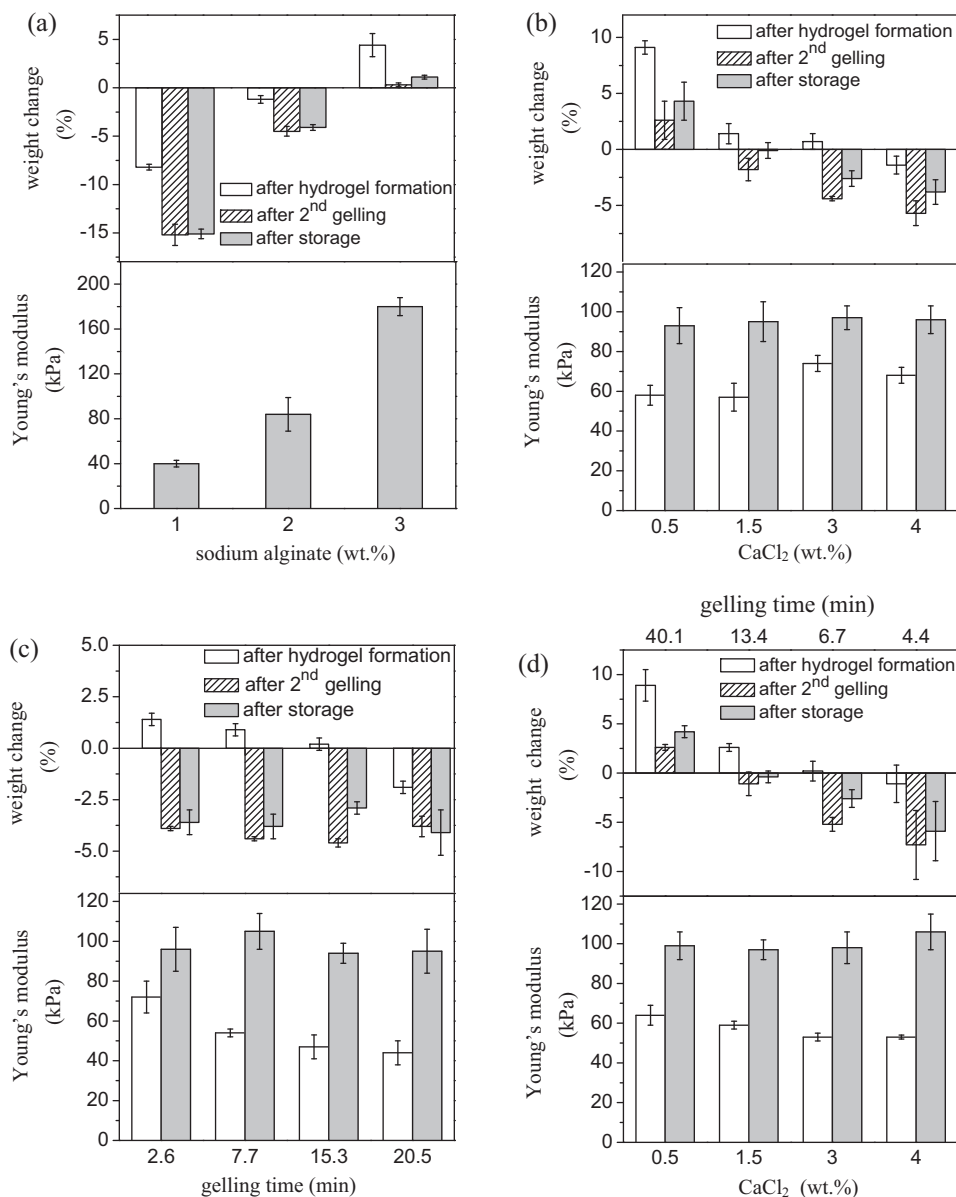 (a)
5
0
-5
-10
-15
weight change
(%)
after hydrogel formation
after 2nd gelling
after storage
200
160
120
80
40
0
Young's modulus
(kPa)
1 2 3
sodium alginate (wt.%)
(b)
10
5
0
-5
weight change
(%)
after hydrogel formation
after 2nd gelling
after storage
120
100
80
60
40
20
0
Young's modulus
(kPa)
0.5 1.5 3 4
CaCl2 (wt.%)
(c)
5.0
2.5
0.0
-2.5
-5.0
weight change
(%)
after hydrogel formation
after 2nd gelling
after storage
120
100
80
60
40
20
0
Young's modulus
(kPa)
2.6 7.7 15.3 20.5
gelling time (min)
gelling time (min)
40.1 13.4 6.7 4.4
(d)
10
5
0
-5
-10
weight change
(%)
after hydrogel formation
after 2nd gelling
after storage
120
100
80
60
40
20
0
Young's modulus
(kPa)
0.5 1.5 3 4
CaCl2 (wt.%)